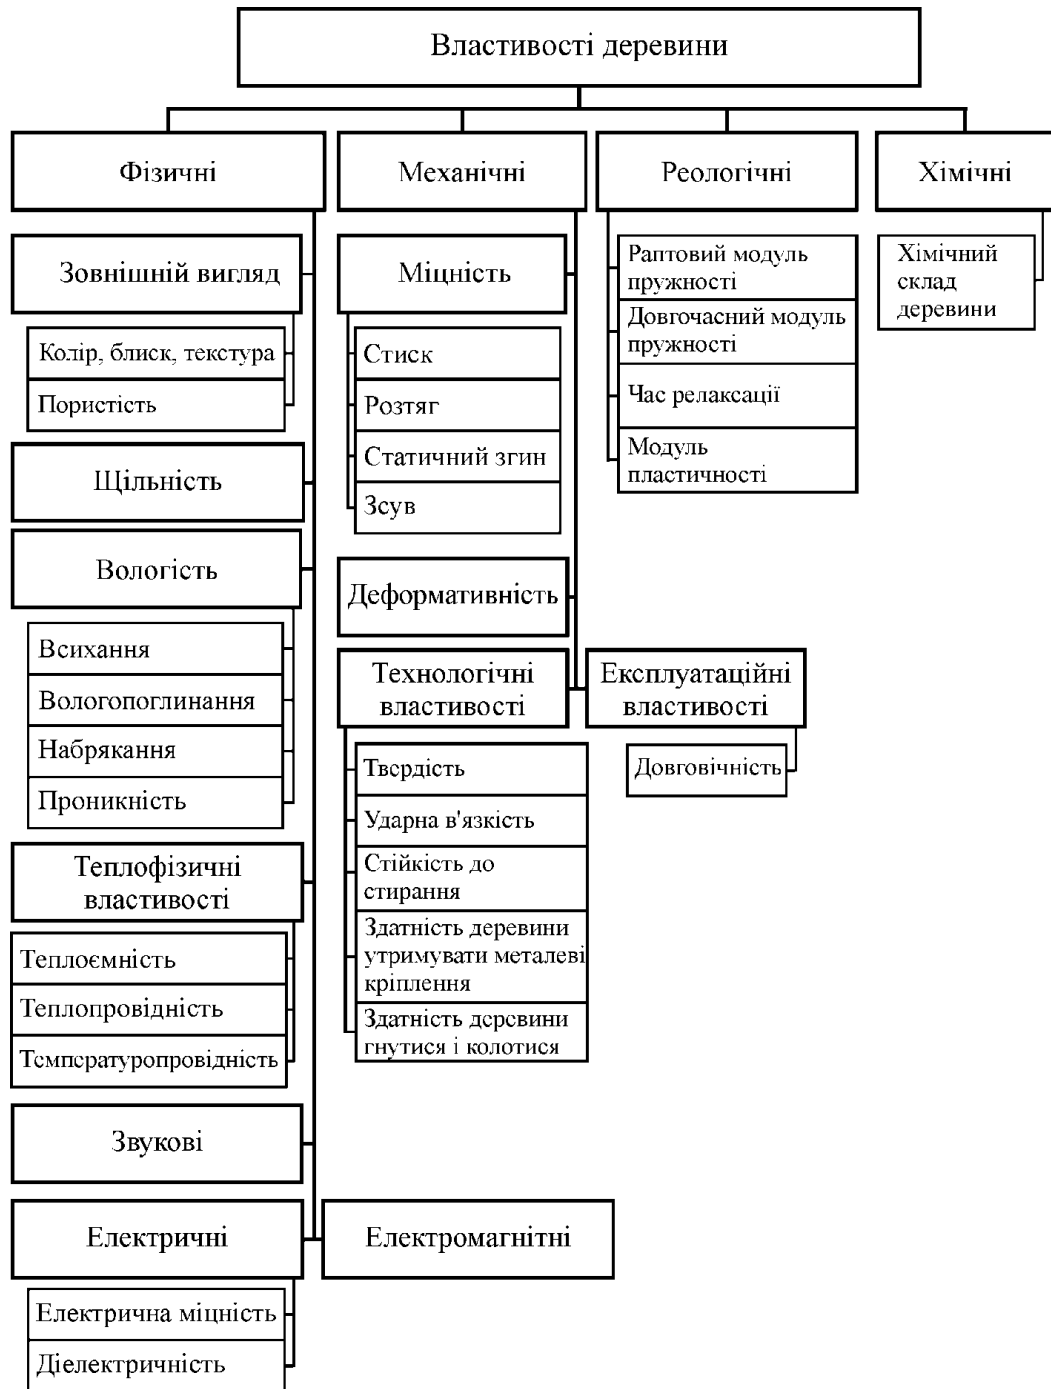 Властивості деревини
Фізичні
Механічні
Реологічні
Хімічні
Зовнішній вигляд
Колір, блиск, текстура
Пористість
Щільність
Вологість
Всихання
Вологопоглинання
Набрякання
Проникність
Теплофізичні
властивості
Теплоємність
Теплопровідність
Температуропровідність
Звукові
Електричні
Електрична міцність
Діелектричність
Електромагнітні
Міцність
Стиск
Розтяг
Статичний згин
Зсув
Деформативність
Технологічні
властивості
Твердість
Ударна в'язкість
Стійкість до
стирання
Здатність деревини
утримувати металеві
кріплення
Здатність деревини
гнутися і колотися
Експлуатаційні
властивості
Довговічність
Раптовий модуль
пружності
Довгочасний модуль
пружності
Час релаксації
Модуль
пластичності
Хімічний
склад
деревини